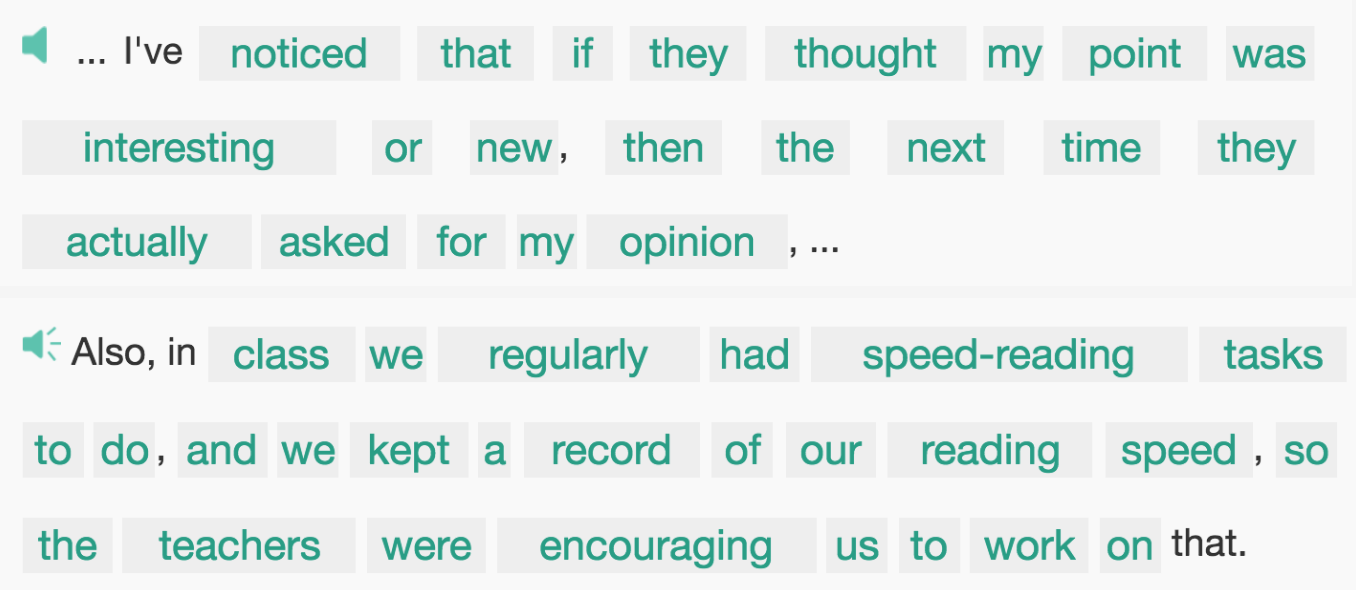 ... I've noticed that if they thought my point was
interesting or new, then the next time they
actually asked for my opinion, ...
Also, in class we regularly had speed-reading tasks
to do, and we kept a record of our reading speed, so
the teachers were encouraging us to work on that.